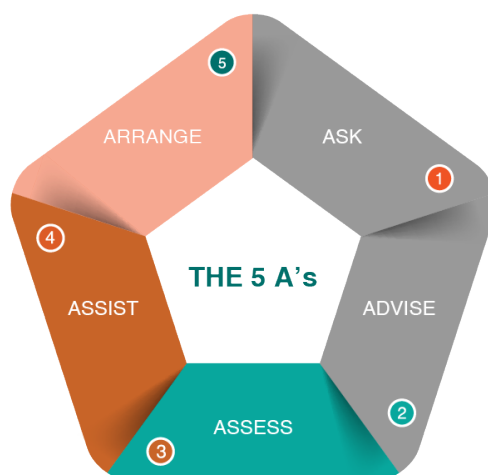 5
ARRANGE
ASK
1
4
THE 5 A's
ASSIST
ADVISE
2
ASSESS
3